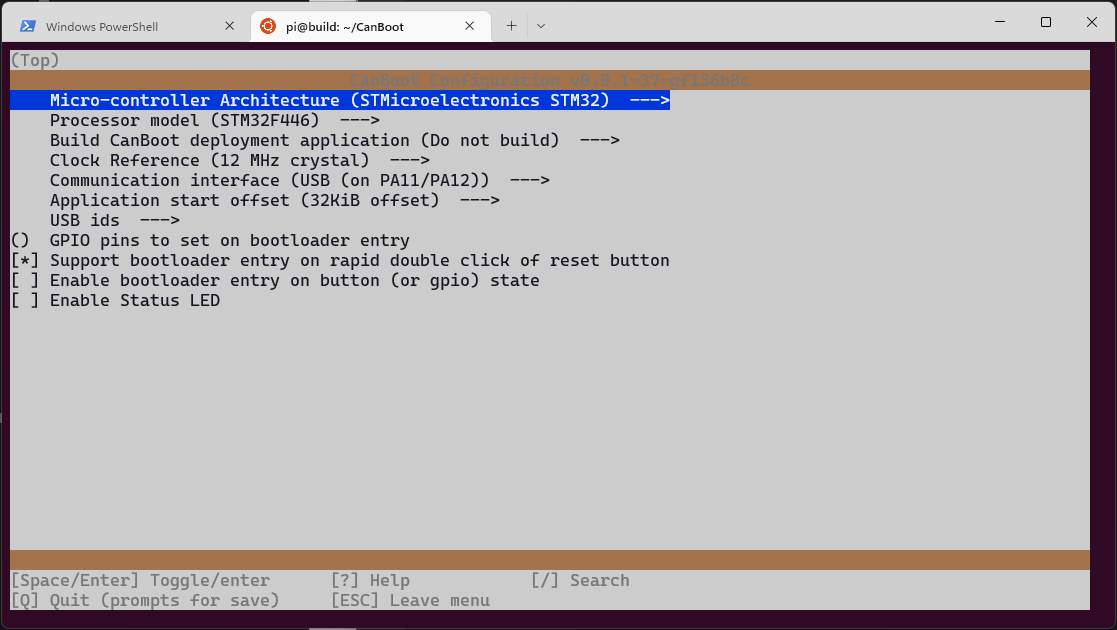 Windows PowerShell
pi@build: ~/CanBoot
(Top)
CanBoot Configuration v0.0.1-37-gf136b8c
Micro-controller Architecture (STMicroelectronics STM32)  --->
Processor model (STM32F446)  --->
Build CanBoot deployment application (Do not build)  --->
Clock Reference (12 MHz crystal)  --->
Communication interface (USB (on PA11/PA12))  --->
Application start offset (32KiB offset)  --->
USB ids  --->
()  GPIO pins to set on bootloader entry
[*] Support bootloader entry on rapid double click of reset button
[ ] Enable bootloader entry on button (or gpio) state
[ ] Enable Status LED
[Space/Enter] Toggle/enter      [?] Help            [/] Search
[Q] Quit (prompts for save)     [ESC] Leave menu